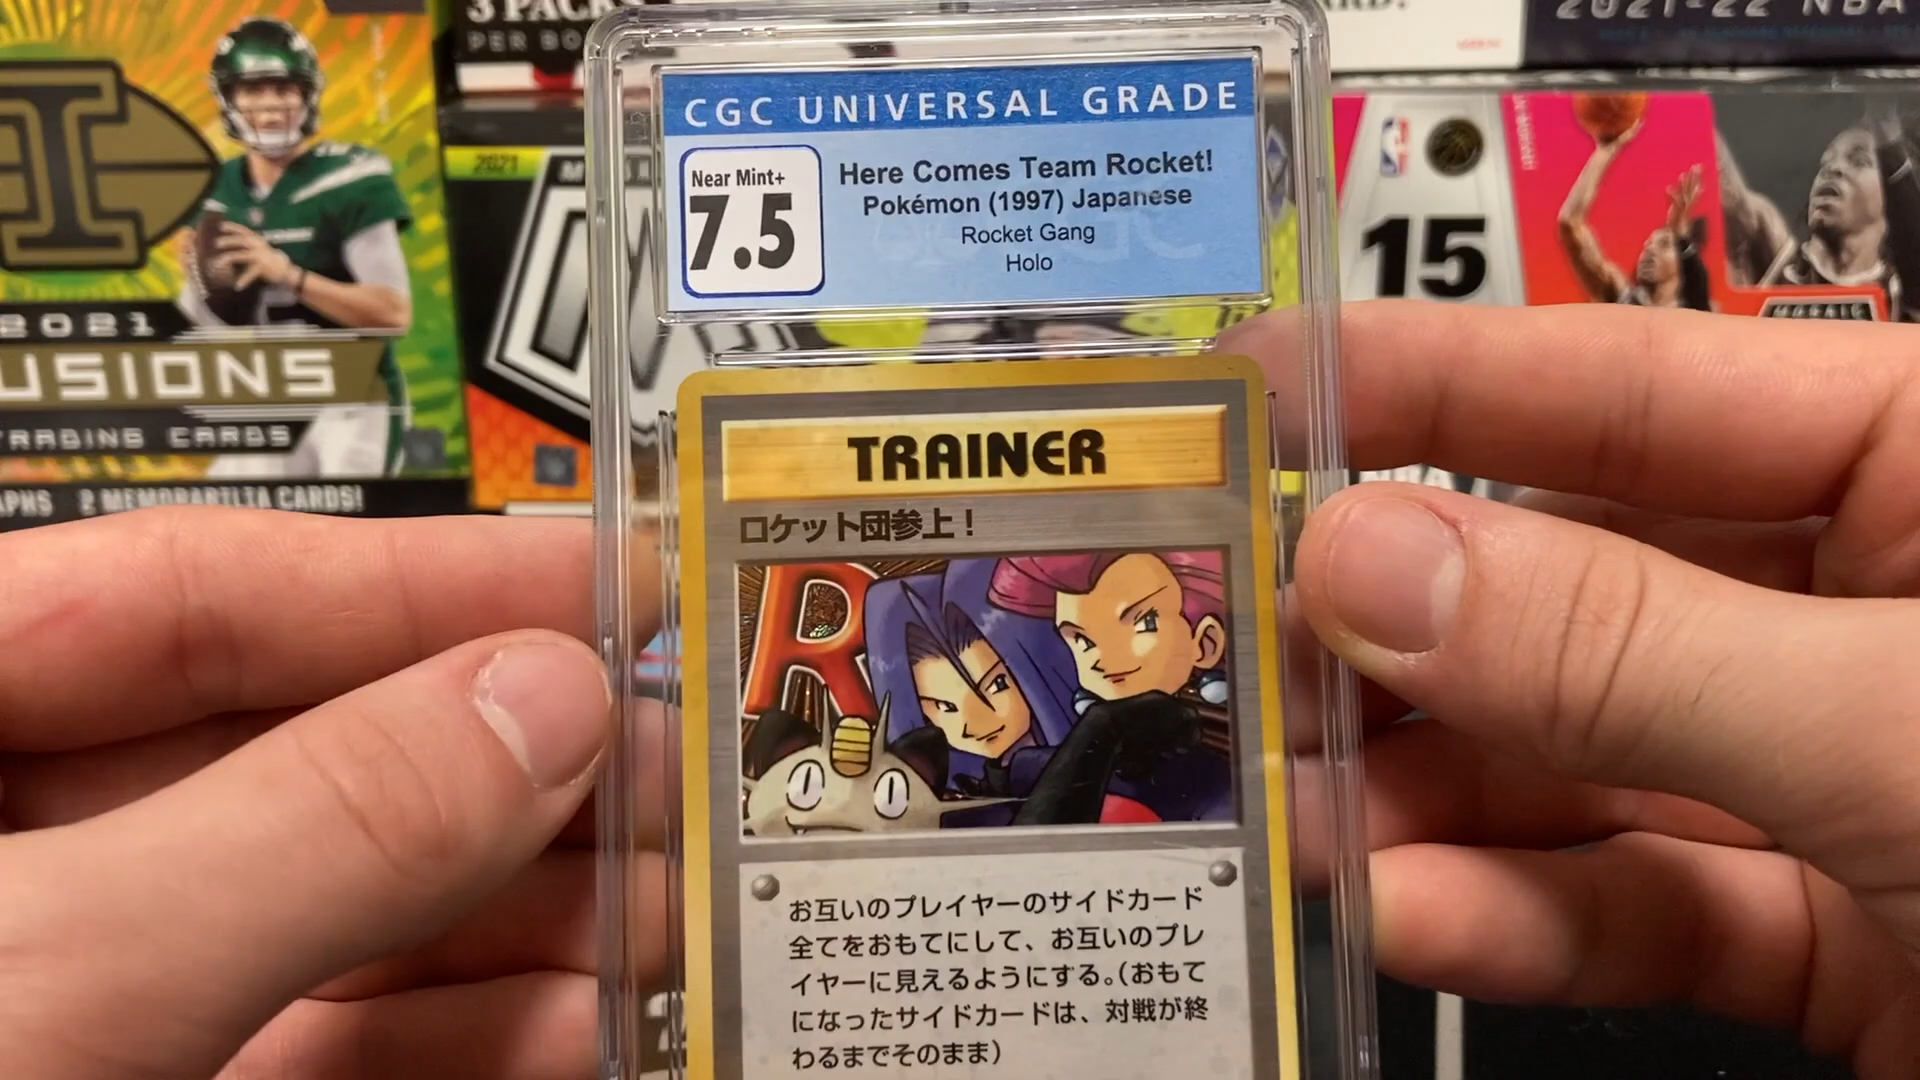 3 PACKS
PER BO
2021-22 NBA
CGC UNIVERSAL GRADE
Near Mint+
7.5
Here Comes Team Rocket!
Pokémon (1997) Japanese
Rocket Gang
Holo
2021
15
MOSAIC
2021
USIONS
TRADING CARDS
APHS 2 MEMORABILIA CARDS!
TRAINER
ロケット団参上!
R
お互いのプレイヤーのサイドカード
全てをおもてにして、お互いのプレ
イヤーに見えるようにする。(おもて
になったサイドカードは、対戦が終
わるまでそのまま)